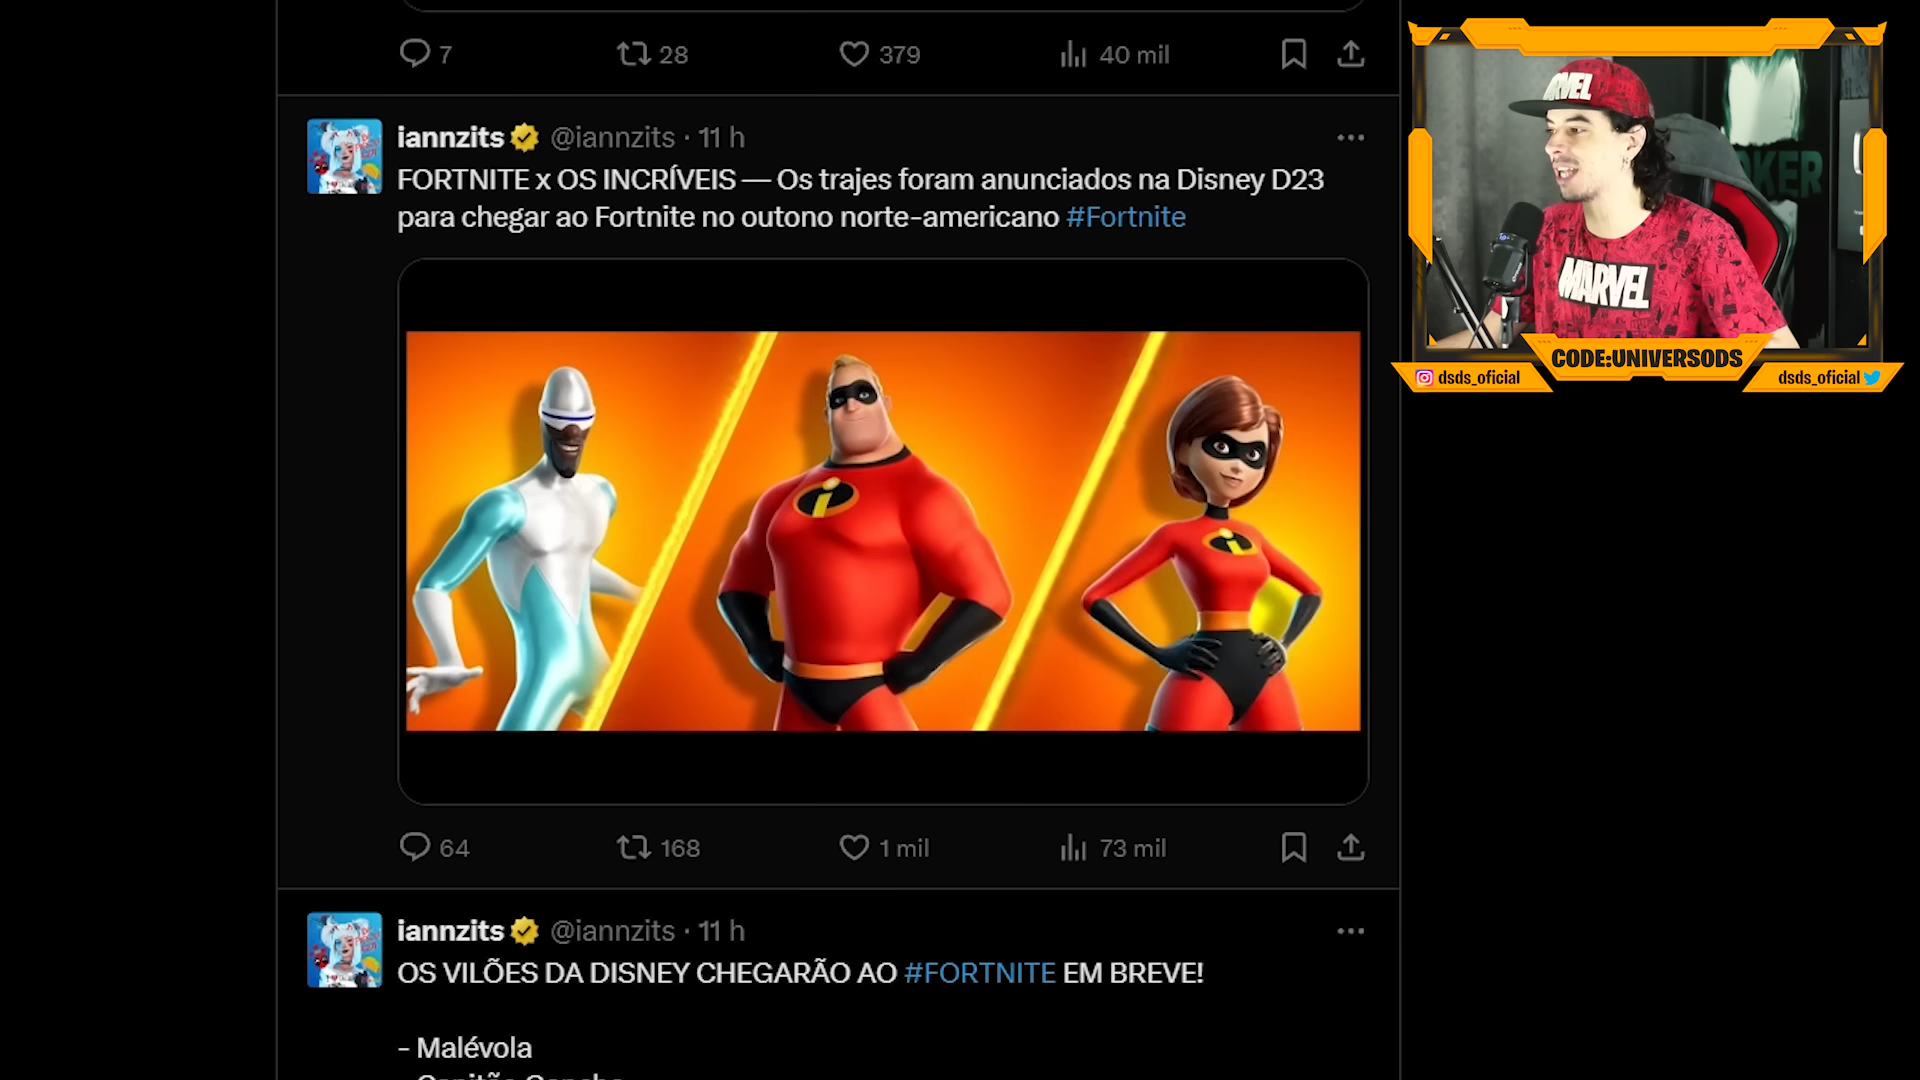 7
28
379
40 mil
iannzits @iannzits · 11 h
FORTNITE x OS INCRÍVEIS — Os trajes foram anunciados na Disney D23
para chegar ao Fortnite no outono norte-americano #Fortnite
64
168
1 mil
73 mil
iannzits @iannzits · 11 h
OS VILÕES DA DISNEY CHEGARÃO AO #FORTNITE EM BREVE!
- Malévola
MARVEL
CODE:UNIVERSODS
dsds_oficial
dsds_oficial